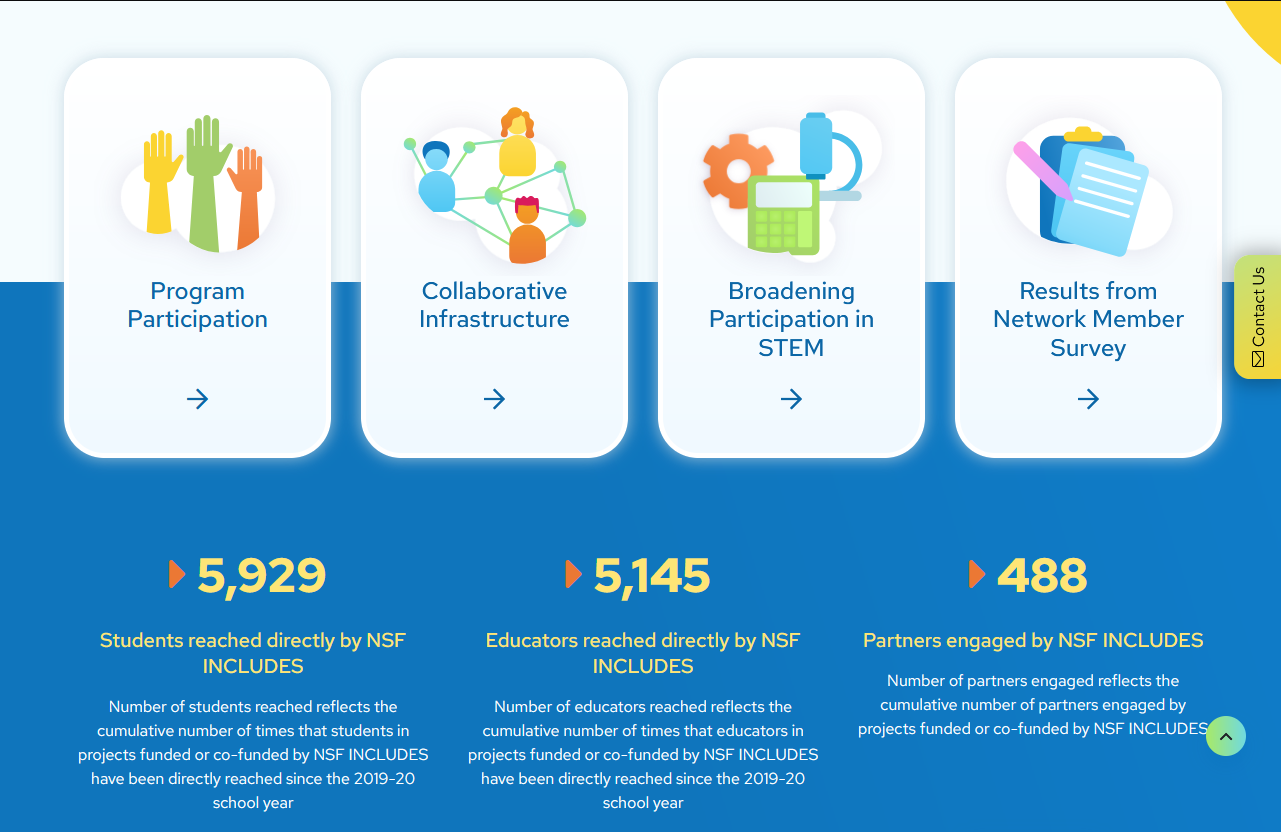 Program
Participation
Collaborative
Infrastructure
Broadening
Participation in
STEM
Results from
Network Member
Survey
Contact Us
5,929
Students reached directly by NSF
INCLUDES
Number of students reached reflects the
cumulative number of times that students in
projects funded or co-funded by NSF INCLUDES
have been directly reached since the 2019-20
school year
5,145
Educators reached directly by NSF
INCLUDES
Number of educators reached reflects the
cumulative number of times that educators in
projects funded or co-funded by NSF INCLUDES
have been directly reached since the 2019-20
school year
488
Partners engaged by NSF INCLUDES
Number of partners engaged reflects the
cumulative number of partners engaged by
projects funded or co-funded by NSF INCLUDES